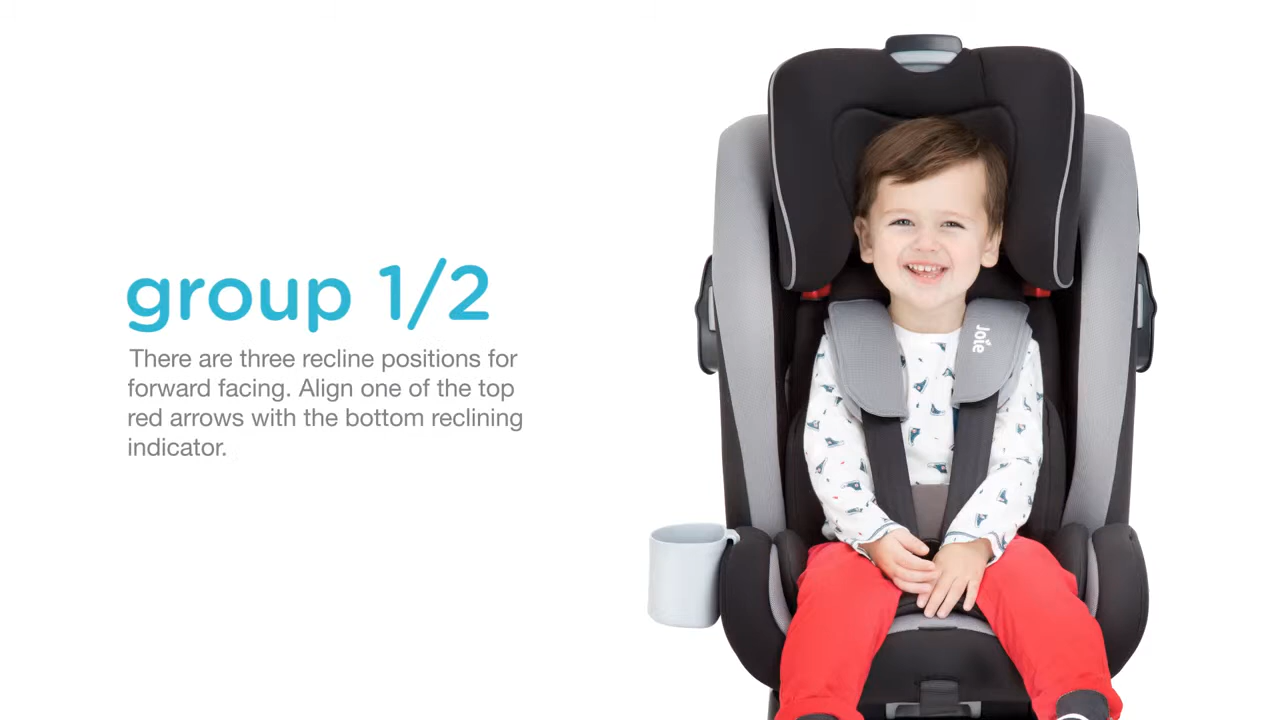 group 1/2
There are three recline positions for
forward facing. Align one of the top
red arrows with the bottom reclining
indicator.
Joie